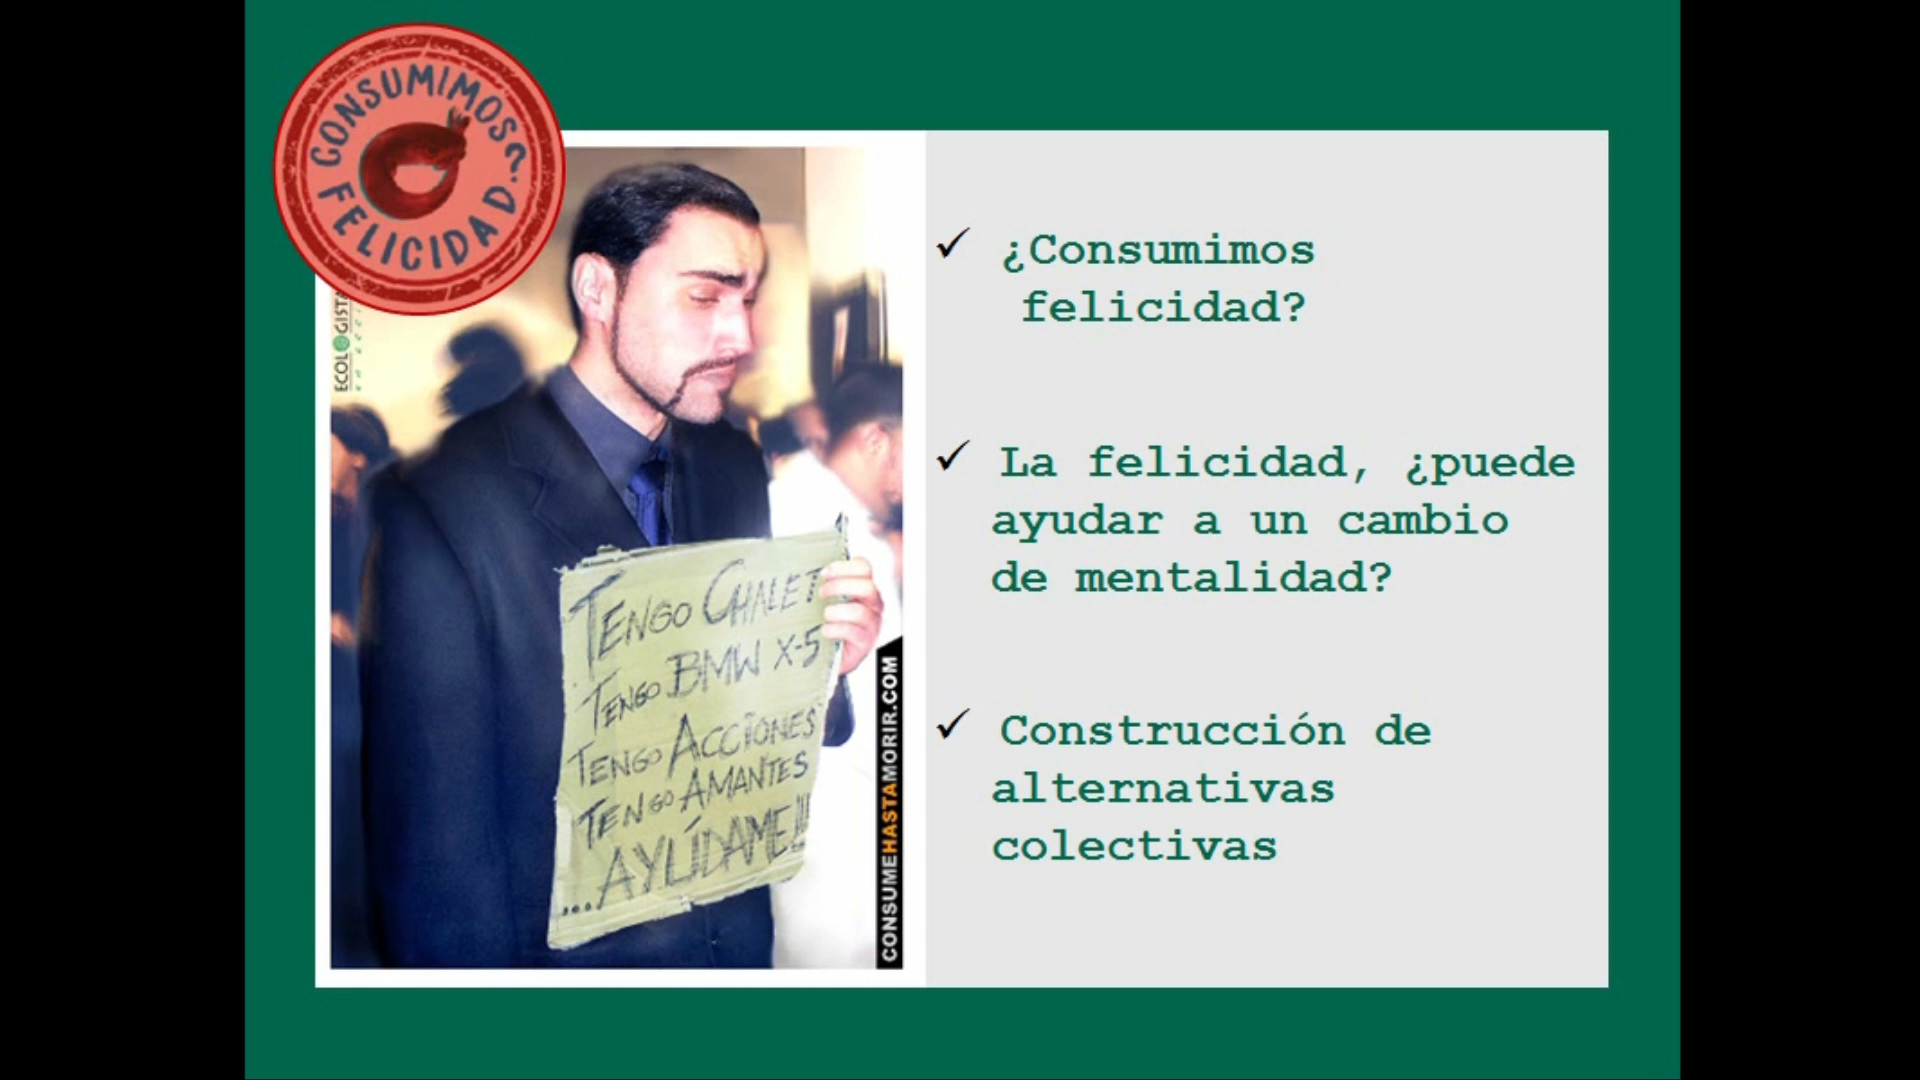 CONSUMIMOS
FELICIDAD?
ECOLOGISTA
¿Consumimos
felicidad?
La felicidad, ¿puede
ayudar a un cambio
de mentalidad?
Construcción de
alternativas
colectivas
TENGO CHALET
TENGO BMW X-5
TENGO ACCIONES
TENGO AMANTES
...AYÚDAME!!!
CONSUMEHASTAMORIR.COM